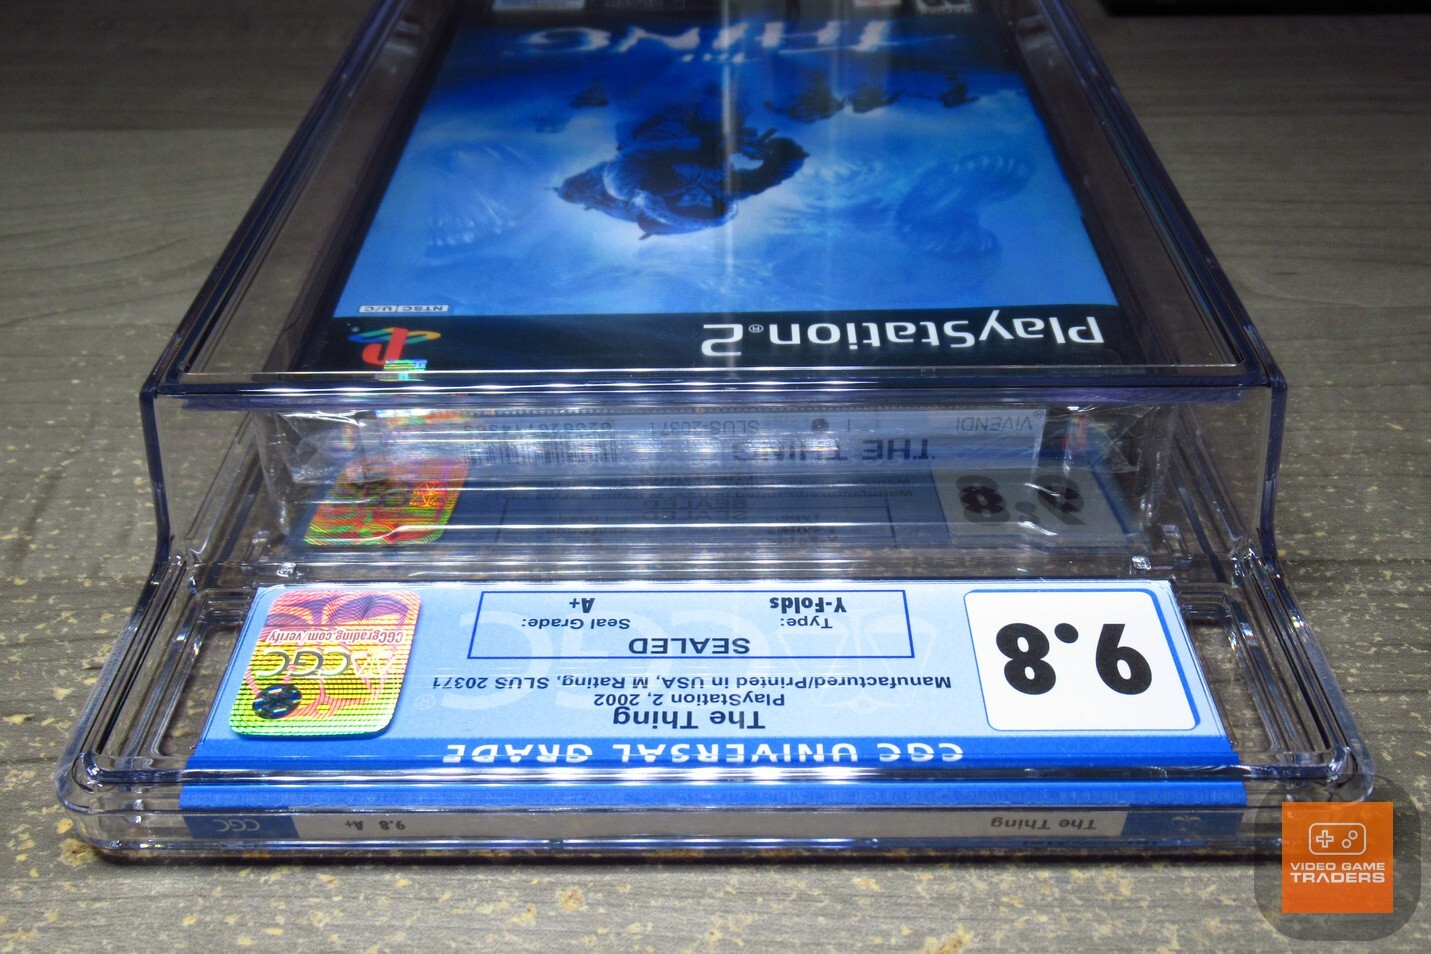 The
THING
NTSC U/C
PlayStation®2
VIVENDI
THE THING
SLUS-20371
9.8
SEALED
CGCgrading.com/verify
CGC
9.8
Type:
Y-Folds
Seal Grade:
A+
SEALED
Manufactured/Printed in USA, M Rating, SLUS 20371
PlayStation 2, 2002
The Thing
CGC UNIVERSAL GRADE
The Thing
9.8 A+
CGC
VIDEO GAME
TRADERS